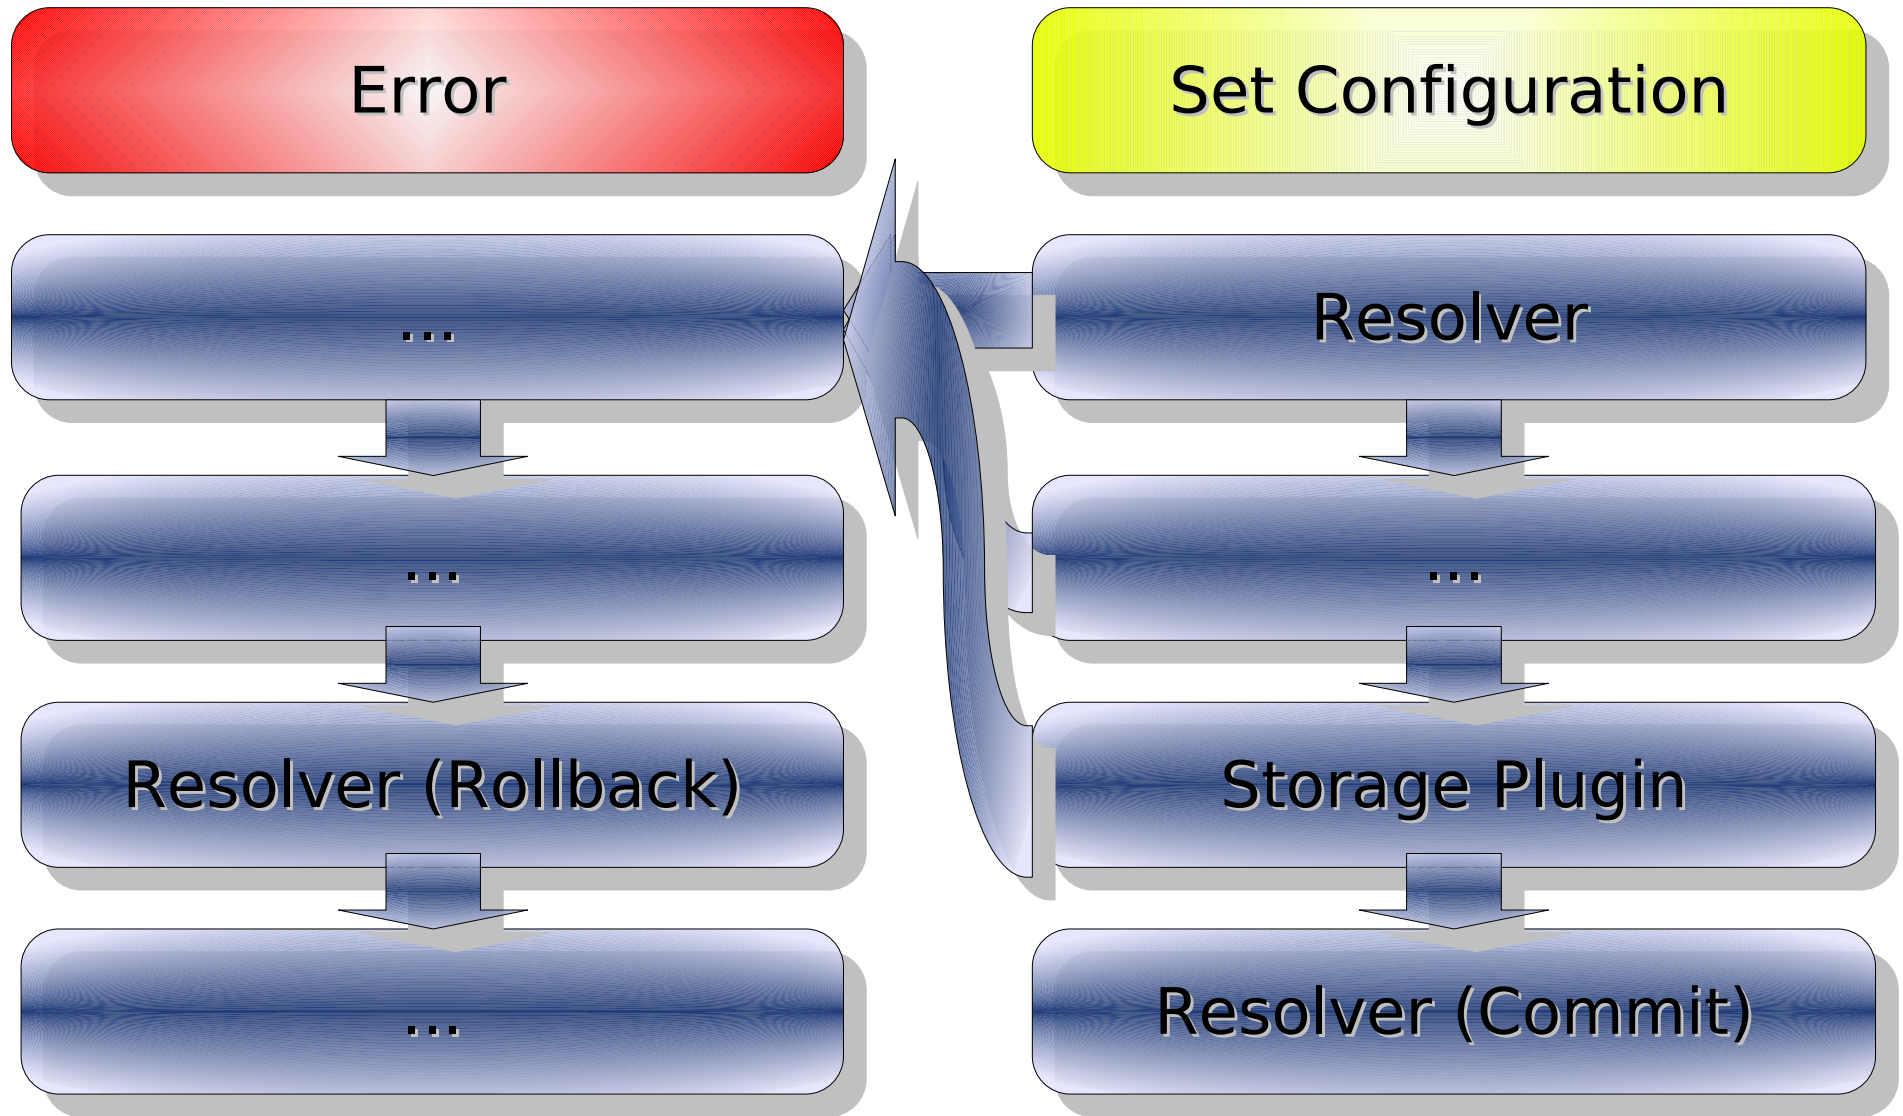 Error
...
...
Resolver (Rollback)
...
Set Configuration
Resolver
...
Storage Plugin
Resolver (Commit)